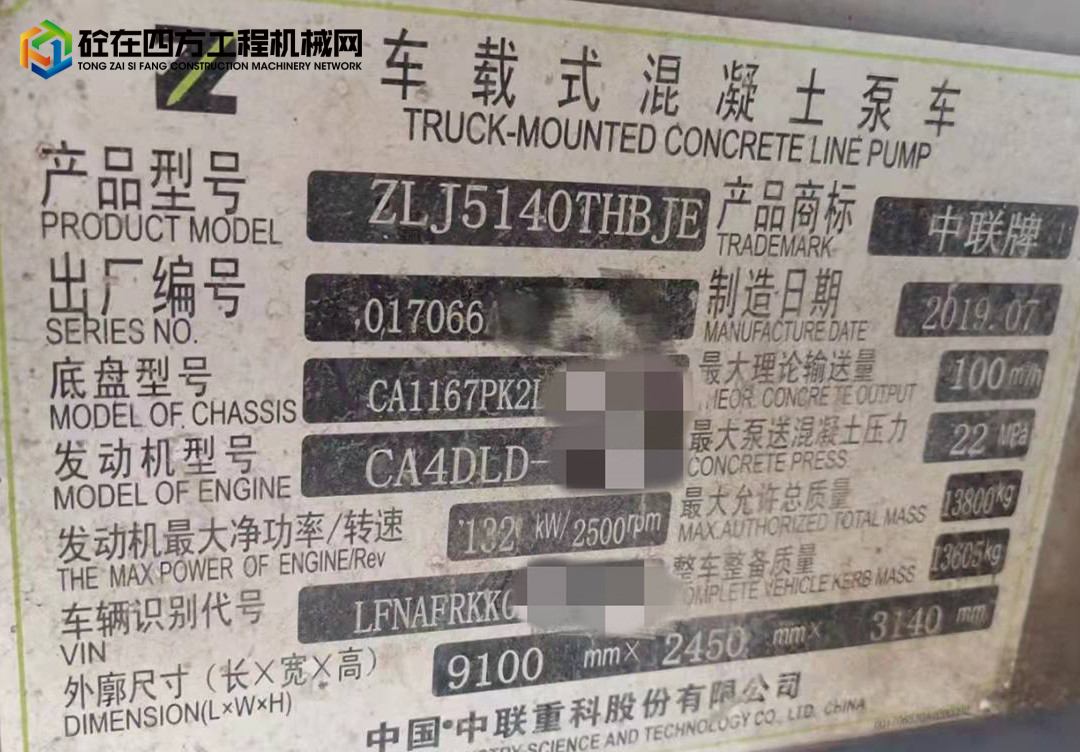 砼在四方工程机械网
TONG ZAI SI FANG CONSTRUCTION MACHINERY NETWORK
车载式混凝土泵车
TRUCK-MOUNTED CONCRETE LINE PUMP
产品型号 ZLJ5140THBJE 产品商标 中联牌
PRODUCT MODEL TRADEMARK
出厂编号 017066 制造日期 2019.07
SERIES NO. MANUFACTURE DATE
底盘型号 CA1167PK2 最大理论输送量 100 m³/h
MODEL OF CHASSIS THEOR. CONCRETE OUTPUT
发动机型号 CA4DLD- 最大泵送混凝土压力 22 MPa
MODEL OF ENGINE CONCRETE PRESS
发动机最大净功率/转速 132 kW/2500rpm 最大允许总质量 13800kg
THE MAX.POWER OF ENGINE/Rev MAX.AUTHORIZED TOTAL MASS
车辆识别代号 LFNAFRKK 整车整备质量 13605kg
VIN COMPLETE VEHICLE KERB MASS
外廓尺寸(长×宽×高) 9100 mm× 2450 mm× 3140 mm
DIMENSION(L×W×H)
中国·中联重科股份有限公司
SCIENCE AND TECHNOLOGY CO., LTD. CHINA